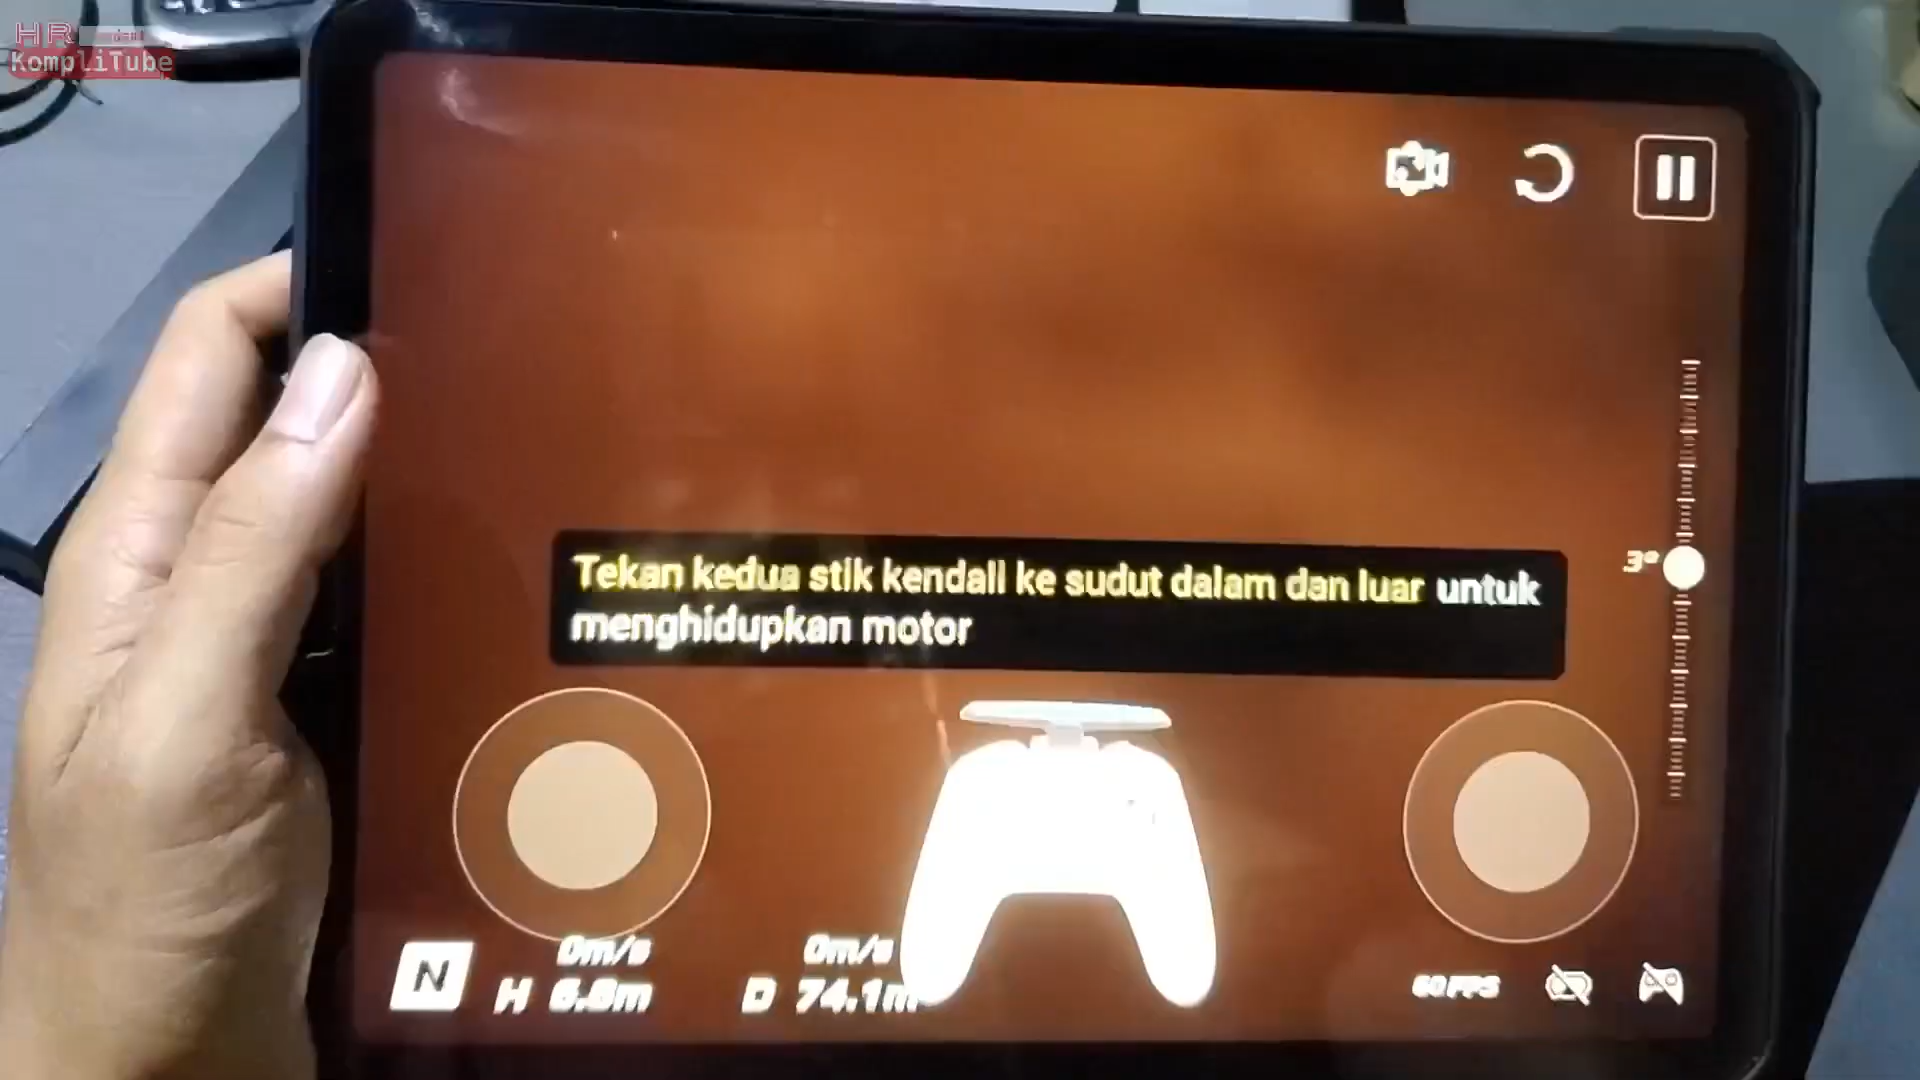 HR
KompliTube
Tekan kedua stik kendali ke sudut dalam dan luar untuk
menghidupkan motor
3°
N
0m/s
H 6.8m
0m/s
D 74.1m
60 FPS